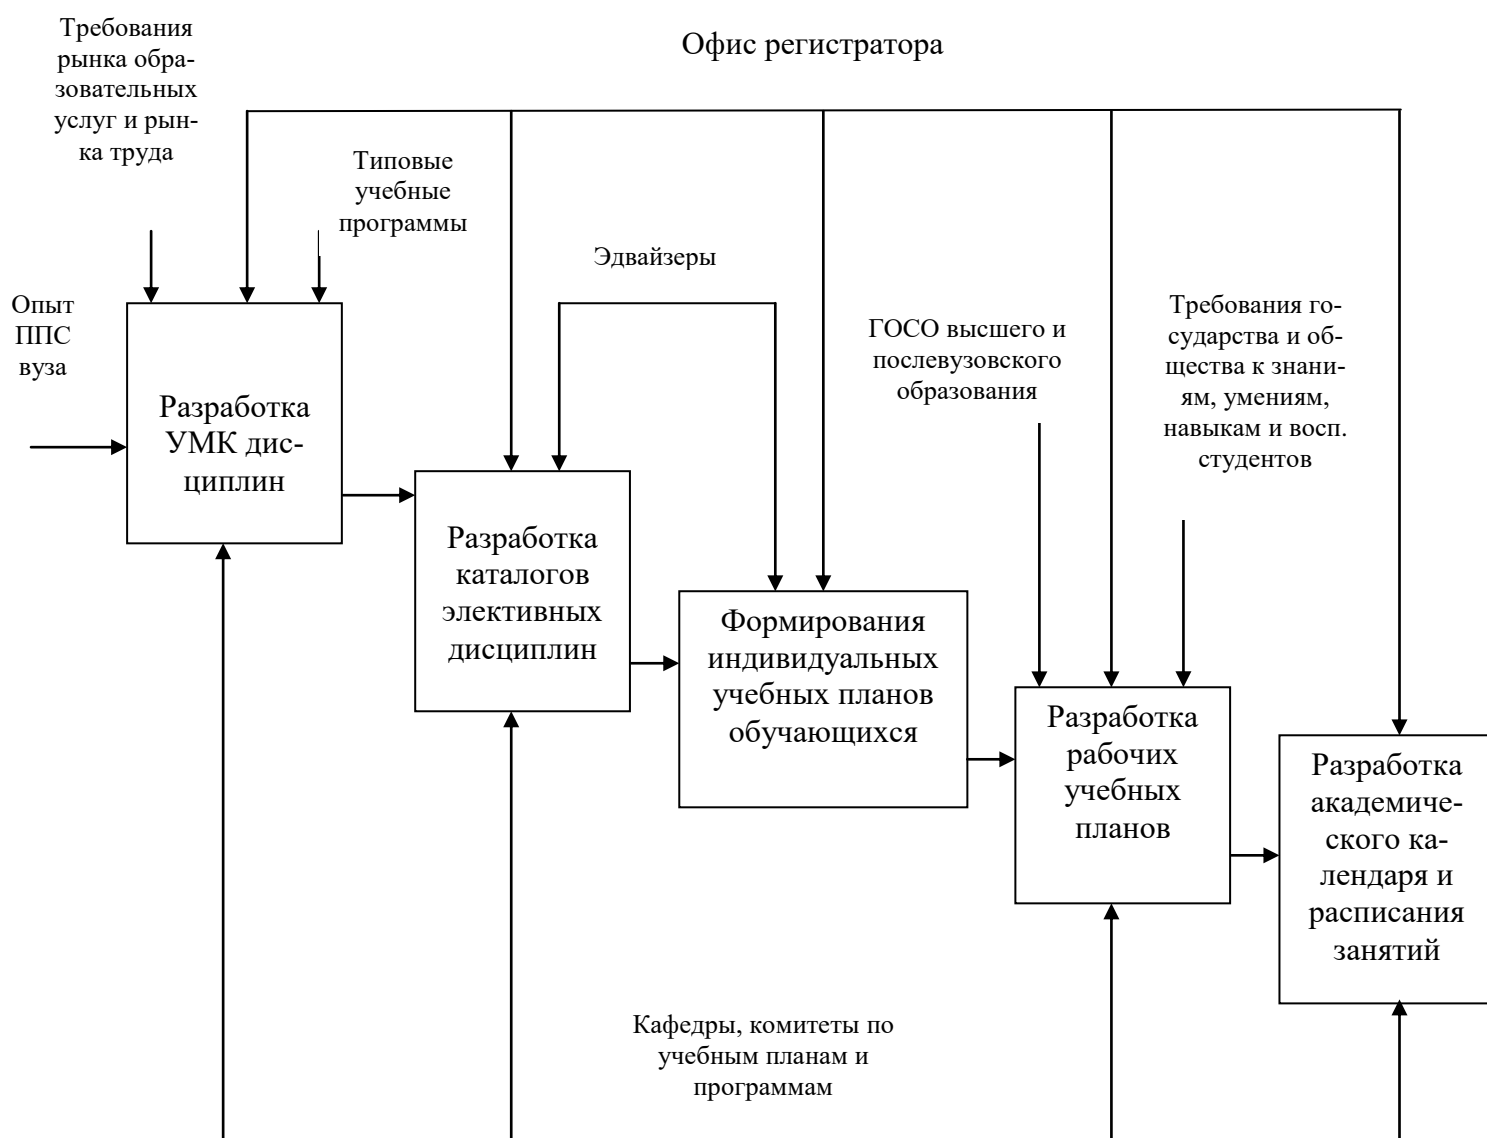 Требования
рынка обра-
зовательных
услуг и рын-
ка труда
Офис регистратора
Типовые
учебные
программы
Эдвайзеры
Опыт
ППС
вуза
ГОСО высшего и
послевузовского
образования
Требования го-
сударства и об-
щества к знани-
ям, умениям,
навыкам и восп.
студентов
Разработка
УМК дис-
циплин
Разработка
каталогов
элективных
дисциплин
Формирования
индивидуальных
учебных планов
обучающихся
Разработка
рабочих
учебных
планов
Разработка
академиче-
ского ка-
лендаря и
расписания
занятий
Кафедры, комитеты по
учебным планам и
программам